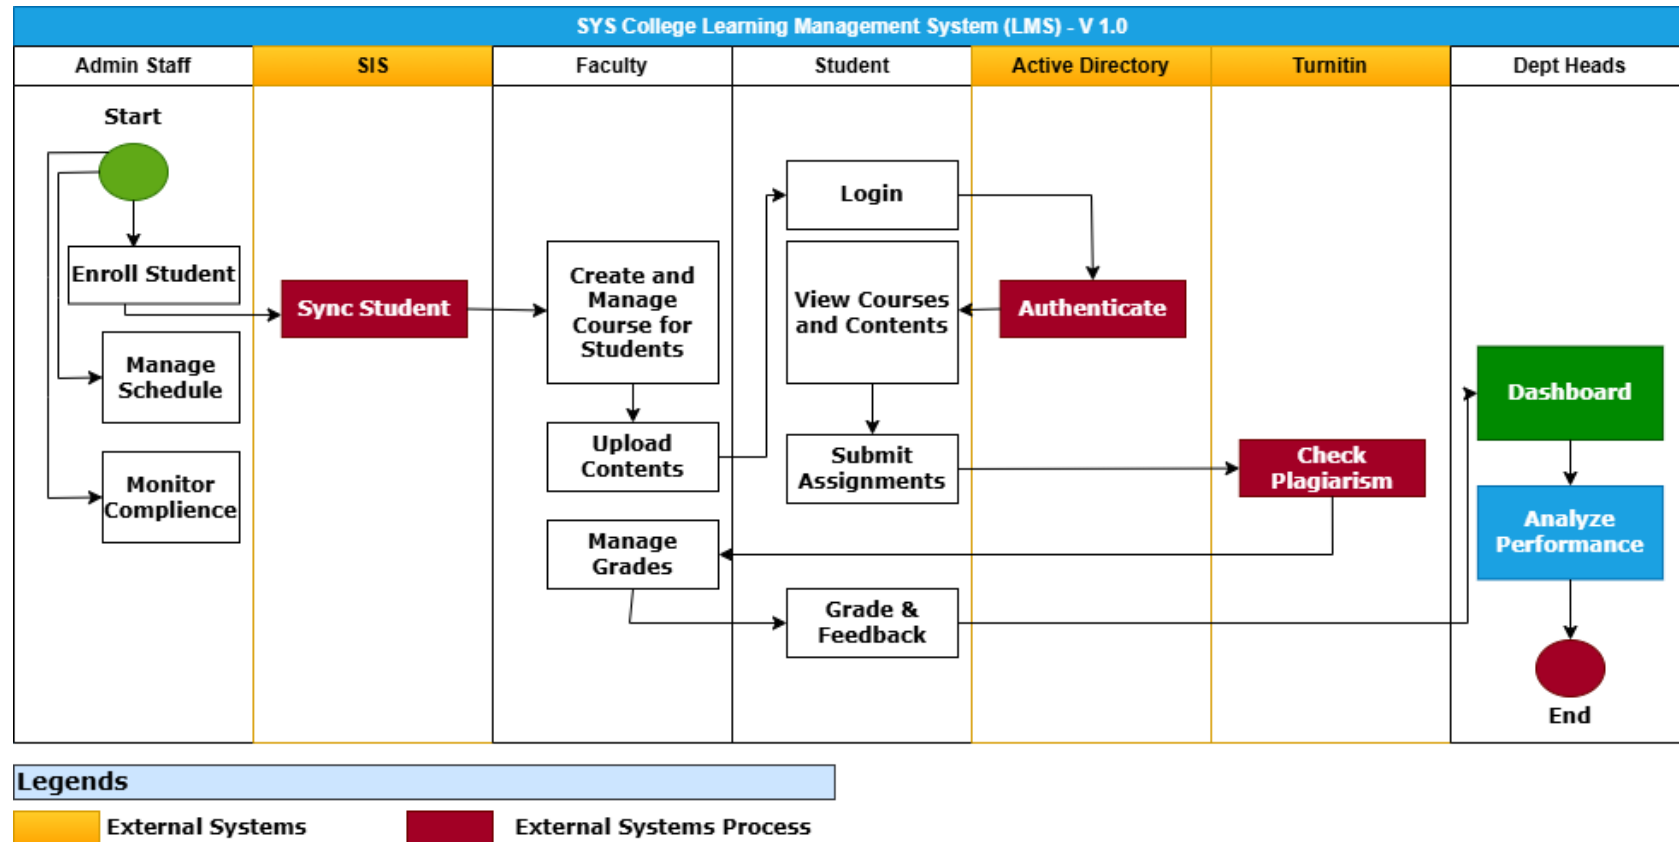 SYS College Learning Management System (LMS) - V 1.0
Admin Staff
SIS
Faculty
Student
Active Directory
Turnitin
Dept Heads
Start
Enroll Student
Manage
Schedule
Monitor
Complience
Sync Student
Create and
Manage
Course for
Students
Upload
Contents
Manage
Grades
Login
View Courses
and Contents
Submit
Assignments
Grade &
Feedback
Authenticate
Check
Plagiarism
Dashboard
Analyze
Performance
End
Legends
External Systems
External Systems Process